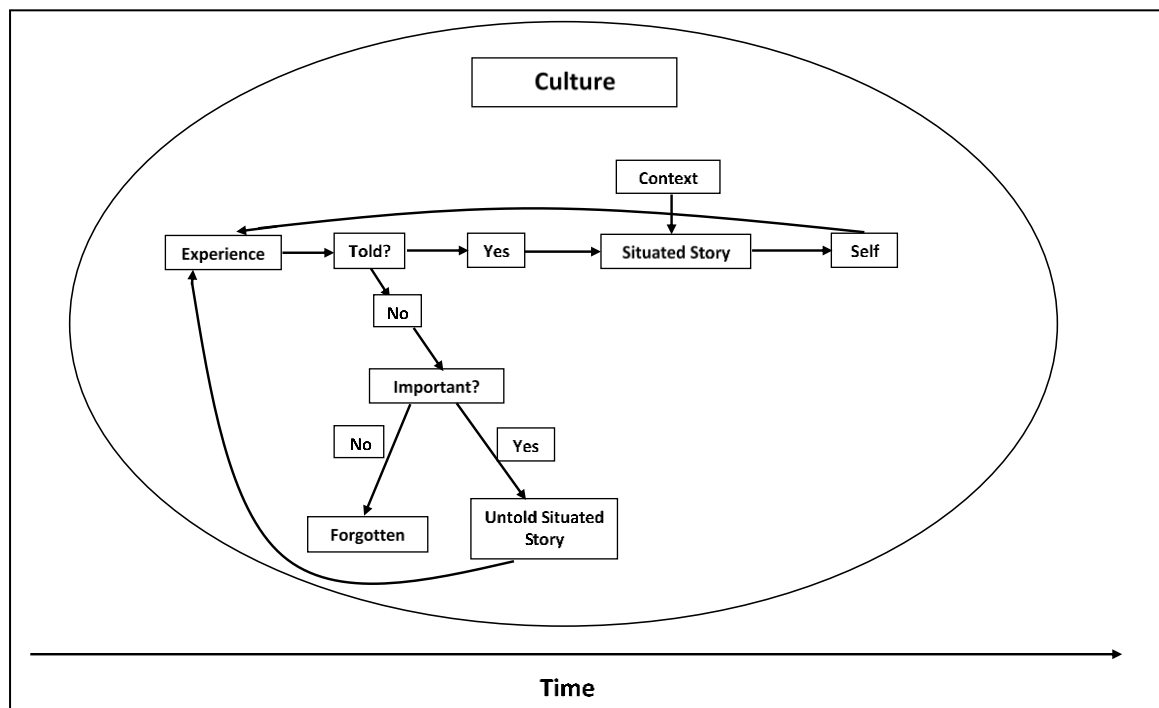 Culture
Context
Experience
Told?
Yes
Situated Story
Self
No
Important?
No
Yes
Forgotten
Untold Situated
Story
Time